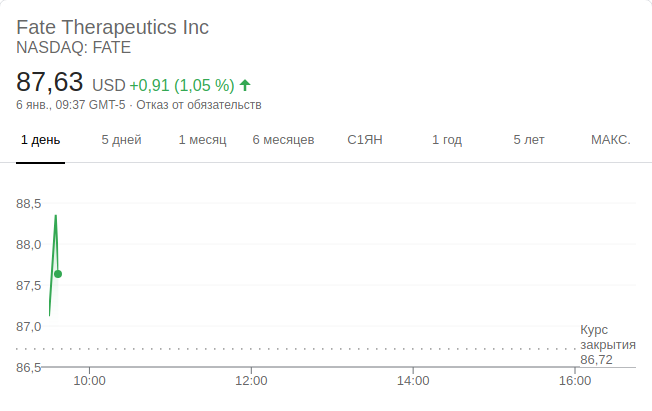 Fate Therapeutics Inc
NASDAQ: FATE
87,63 USD +0,91 (1,05 %)
6 янв., 09:37 GMT-5 · Отказ от обязательств
1 день 5 дней 1 месяц 6 месяцев С1ЯН 1 год 5 лет МАКС.
88,5
88,0
87,5
87,0
Курс
закрытия
86,72
86,5
10:00 12:00 14:00 16:00